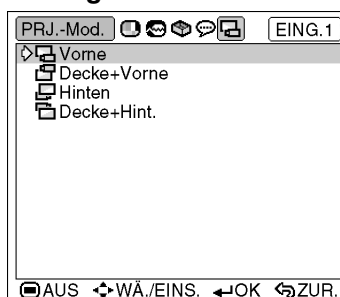 PRJ.-Mod. EING.1
Vorne
Decke+Vorne
Hinten
Decke+Hint.
AUS WÄ./EINS. OK ZUR.